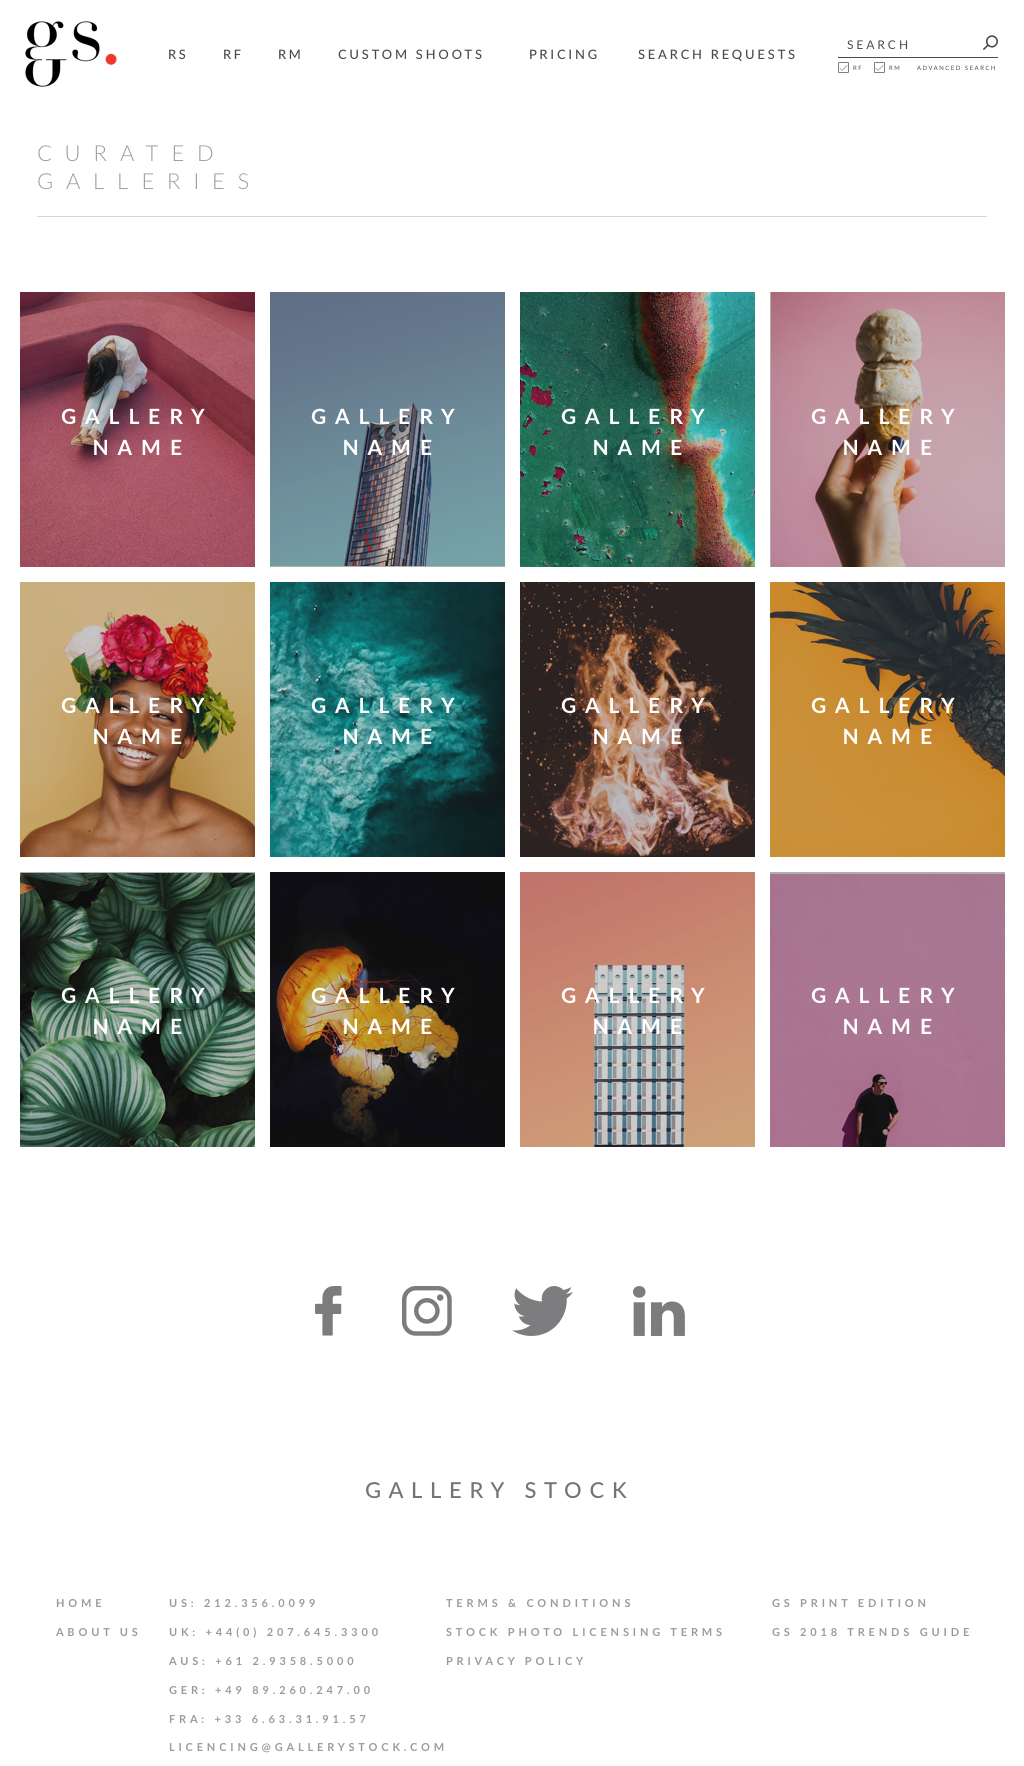 gs.
RS RF RM CUSTOM SHOOTS PRICING SEARCH REQUESTS
SEARCH
RF RM ADVANCED SEARCH
CURATED
GALLERIES
GALLERY
NAME
GALLERY
NAME
GALLERY
NAME
GALLERY
NAME
GALLERY
NAME
GALLERY
NAME
GALLERY
NAME
GALLERY
NAME
GALLERY
NAME
GALLERY
NAME
GALLERY
NAME
GALLERY
NAME
f
in
GALLERY STOCK
HOME
ABOUT US
US: 212.356.0099
UK: +44(0) 207.645.3300
AUS: +61 2.9358.5000
GER: +49 89.260.247.00
FRA: +33 6.63.31.91.57
LICENCING@GALLERYSTOCK.COM
TERMS & CONDITIONS
STOCK PHOTO LICENSING TERMS
PRIVACY POLICY
GS PRINT EDITION
GS 2018 TRENDS GUIDE